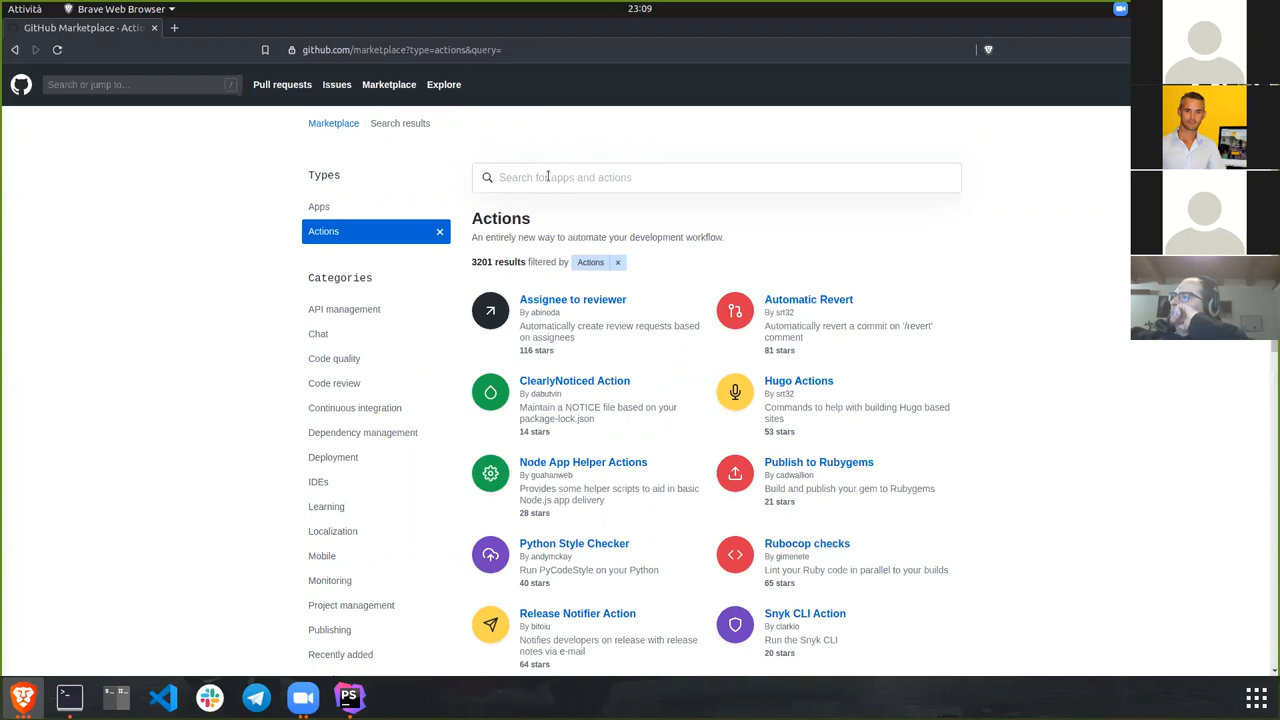 Attività
Brave Web Browser
23:09
GitHub Marketplace · Actio
github.com/marketplace?type=actions&query=
Search or jump to…
/
Pull requests
Issues
Marketplace
Explore
Marketplace
Search results
Types
Apps
Actions
Categories
API management
Chat
Code quality
Code review
Continuous integration
Dependency management
Deployment
IDEs
Learning
Localization
Mobile
Monitoring
Project management
Publishing
Recently added
Search for apps and actions
Actions
An entirely new way to automate your development workflow.
3201 results filtered by Actions
Assignee to reviewer
By abinoda
Automatically create review requests based
on assignees
116 stars
Automatic Revert
By srt32
Automatically revert a commit on '/revert'
comment
81 stars
ClearlyNoticed Action
By dabutvin
Maintain a NOTICE file based on your
package-lock.json
14 stars
Hugo Actions
By srt32
Commands to help with building Hugo based
sites
53 stars
Node App Helper Actions
By guahanweb
Provides some helper scripts to aid in basic
Node.js app delivery
28 stars
Publish to Rubygems
By cadwallion
Build and publish your gem to Rubygems
21 stars
Python Style Checker
By andymckay
Run PyCodeStyle on your Python
40 stars
Rubocop checks
By gimenete
Lint your Ruby code in parallel to your builds
65 stars
Release Notifier Action
By bitoiu
Notifies developers on release with release
notes via e-mail
64 stars
Snyk CLI Action
By clarkio
Run the Snyk CLI
20 stars
PS